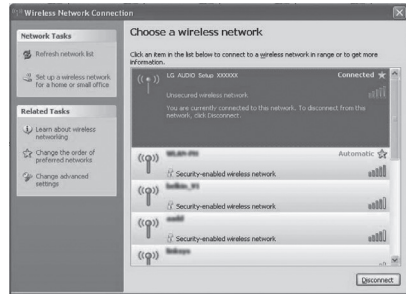 Wireless Network Connection
Network Tasks
Refresh network list
Set up a wireless network
for a home or small office
Related Tasks
Learn about wireless
networking
Change the order of
preferred networks
Change advanced
settings
Choose a wireless network
Click an item in the list below to connect to a wireless network in range or to get more
information.
LG AUDIO Setup XXXXXX Connected
Unsecured wireless network
You are currently connected to this network. To disconnect from this
network, click Disconnect.
Automatic
Security-enabled wireless network
Security-enabled wireless network
Security-enabled wireless network
Disconnect